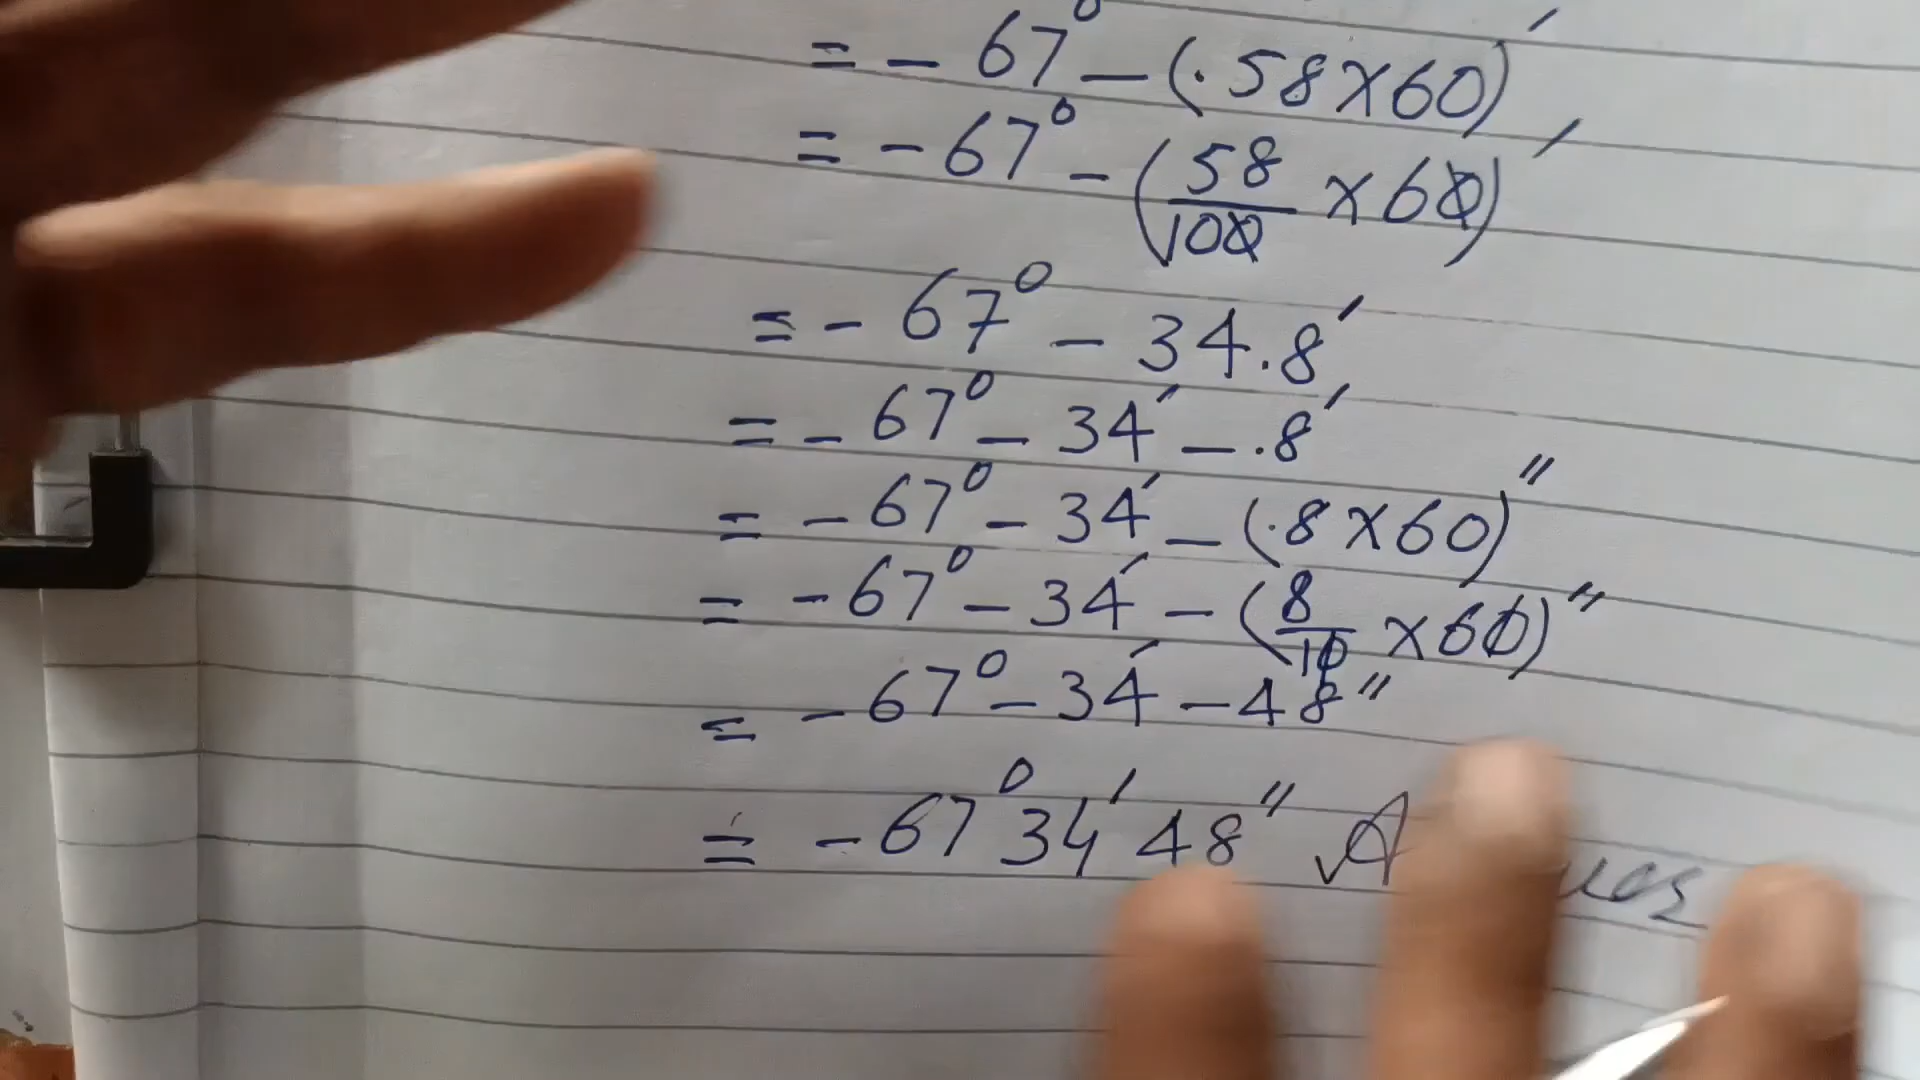 = - 67° - (.58 × 60)′
= - 67° - (58/100 × 60)′
= - 67° - 34.8′
= - 67° - 34′ - .8′
= - 67° - 34′ - (.8 × 60)″
= - 67° - 34′ - (8/10 × 60)″
= - 67° - 34′ - 48″
= - 67° 34′ 48″